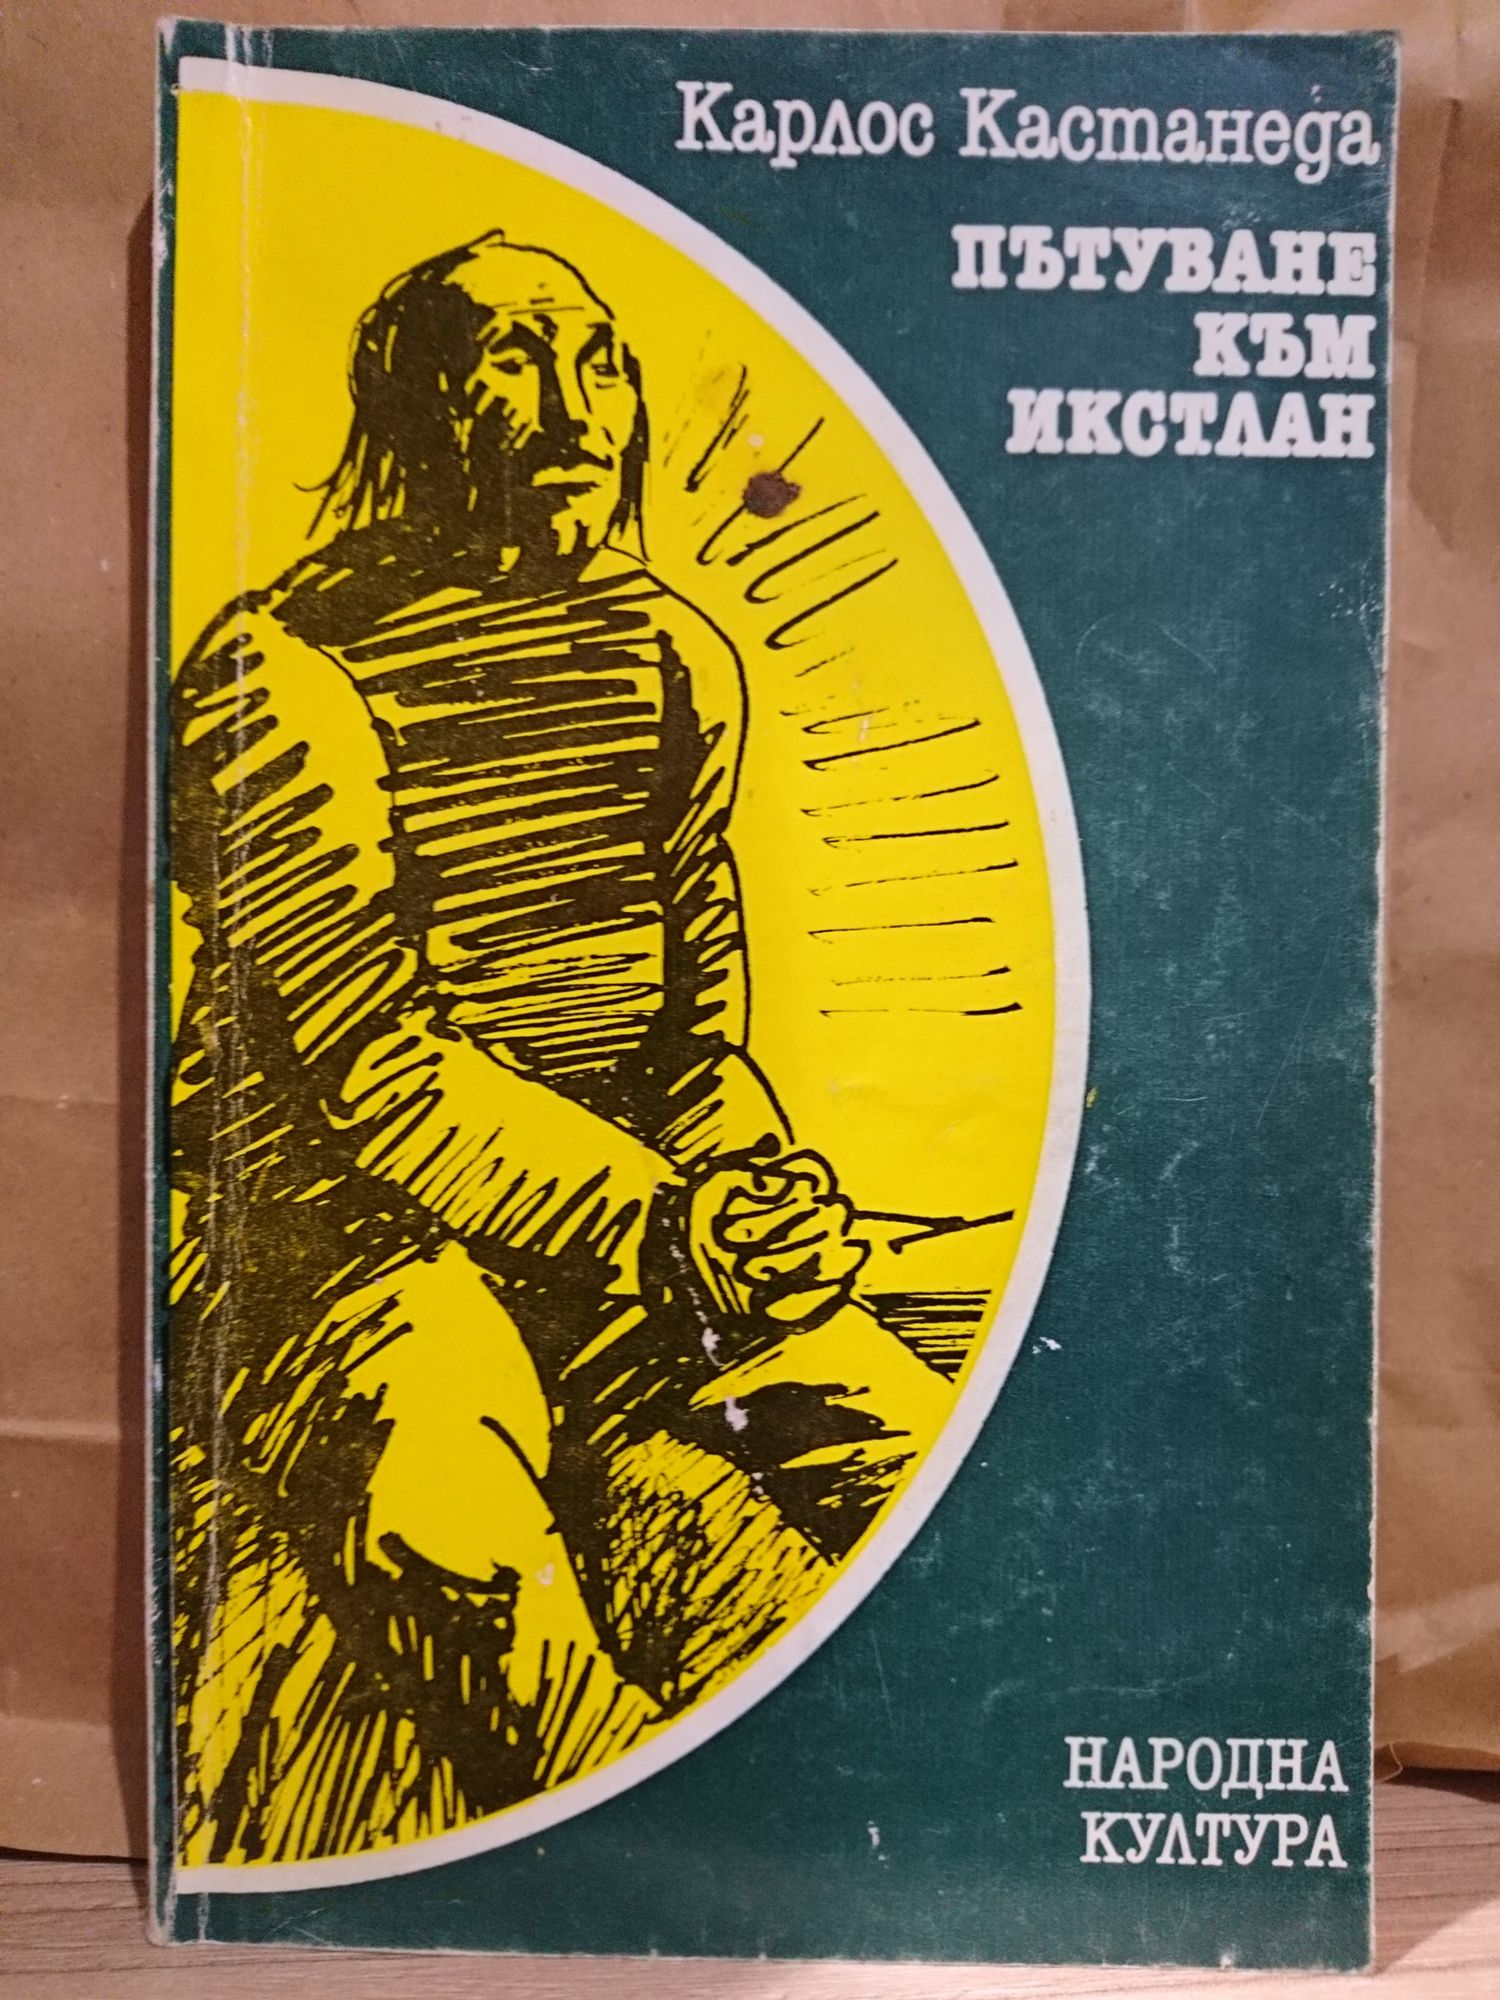 Карлос Кастанеда
ПЪТУВАНЕ
КЪМ
ИКСТЛАН
НАРОДНА
КУЛТУРА